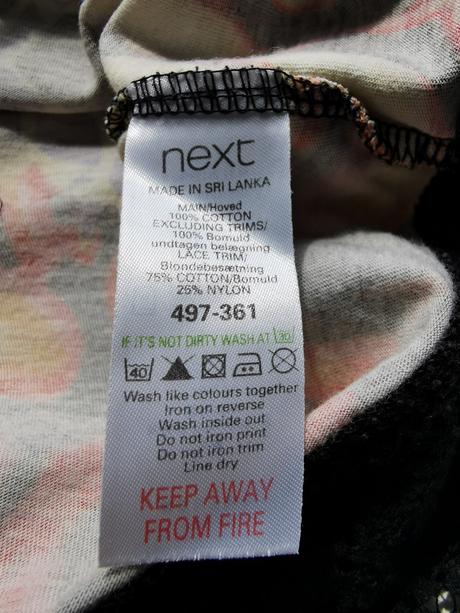 next
MADE IN SRI LANKA
MAIN/Hoved
100% COTTON
EXCLUDING TRIMS/
100% Bomuld
undtagen belægning
LACE TRIM/
Blondebesætning
75% COTTON/Bomuld
25% NYLON
497-361
IF IT'S NOT DIRTY WASH AT 30
40
Wash like colours together
Iron on reverse
Wash inside out
Do not iron print
Do not iron trim
Line dry
KEEP AWAY
FROM FIRE